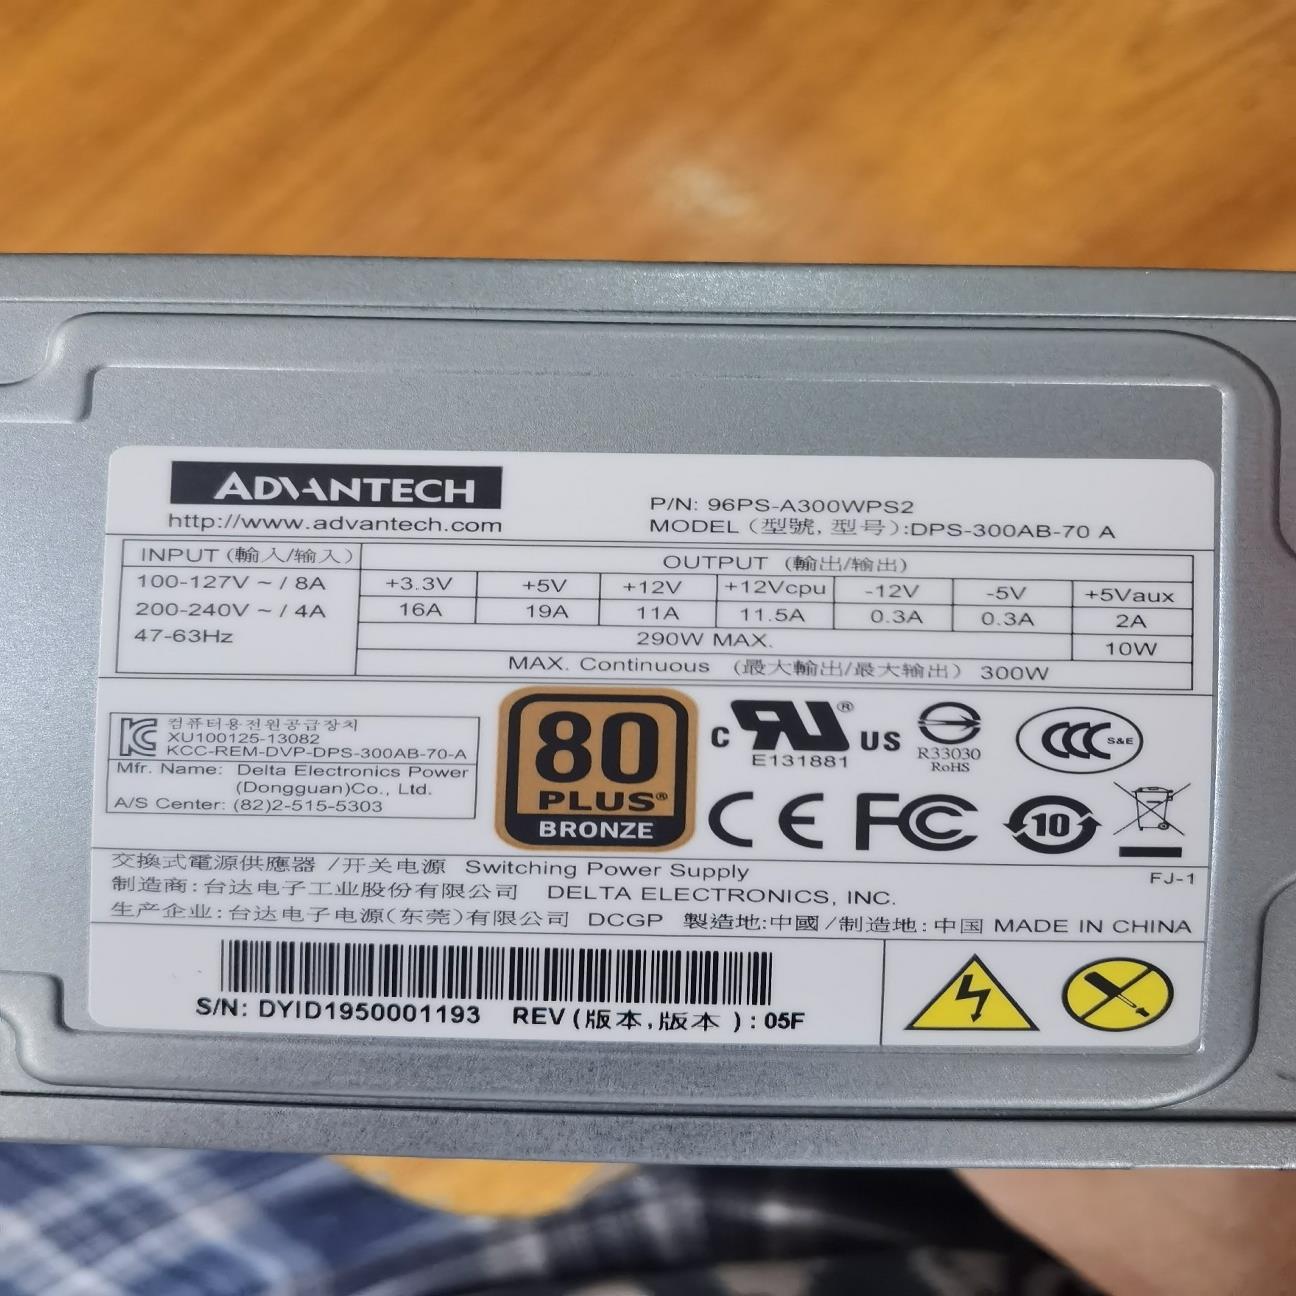 ADVANTECH
http://www.advantech.com
P/N: 96PS-A300WPS2
MODEL (型號, 型号):DPS-300AB-70 A
INPUT (輸入/输入)
100-127V ~ / 8A
200-240V ~ / 4A
47-63Hz
OUTPUT (輸出/输出)
+3.3V +5V +12V +12Vcpu -12V -5V +5Vaux
16A 19A 11A 11.5A 0.3A 0.3A 2A
290W MAX. 10W
MAX. Continuous (最大輸出/最大输出) 300W
컴퓨터용전원공급장치
XU100125-13082
KCC-REM-DVP-DPS-300AB-70-A
Mfr. Name: Delta Electronics Power
(Dongguan)Co., Ltd.
A/S Center: (82)2-515-5303
80
PLUS®
BRONZE
c RU® US
E131881
R33030
RoHS
CCC S&E
CE FC 10
交換式電源供應器 /开关电源 Switching Power Supply
FJ-1
制造商:台达电子工业股份有限公司 DELTA ELECTRONICS, INC.
生产企业:台达电子电源(东莞)有限公司 DCGP 製造地:中國/制造地:中国 MADE IN CHINA
S/N: DYID1950001193 REV(版本,版本 ):05F